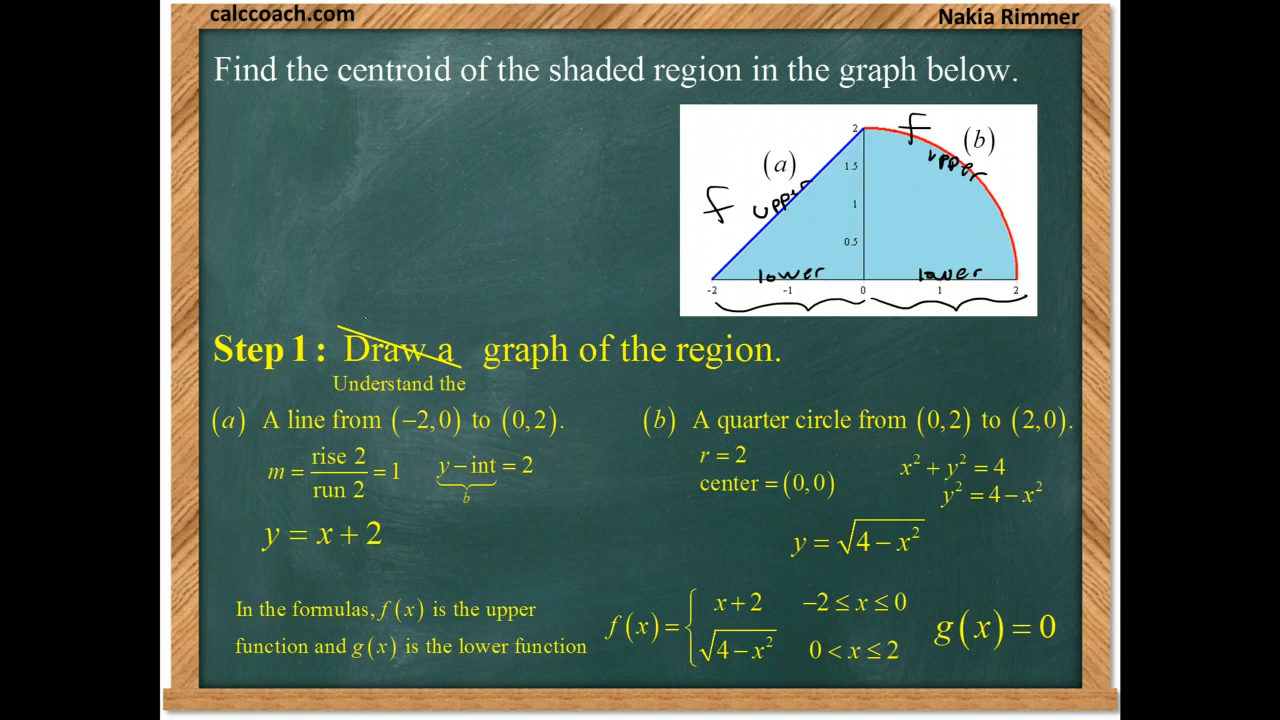 calccoach.com
Nakia Rimmer
Find the centroid of the shaded region in the graph below.
f upper (a)
f upper (b)
2
1.5
1
0.5
lower lower
-2 -1 0 1 2
Step 1: Draw a graph of the region.
Understand the
(a) A line from (−2,0) to (0,2).
m = rise 2 / run 2 = 1
y − int = 2
b
y = x + 2
(b) A quarter circle from (0,2) to (2,0).
r = 2
center = (0,0)
x² + y² = 4
y² = 4 − x²
y = √(4 − x²)
In the formulas, f(x) is the upper
function and g(x) is the lower function
f(x) = { x + 2 −2 ≤ x ≤ 0
√(4 − x²) 0 < x ≤ 2
g(x) = 0